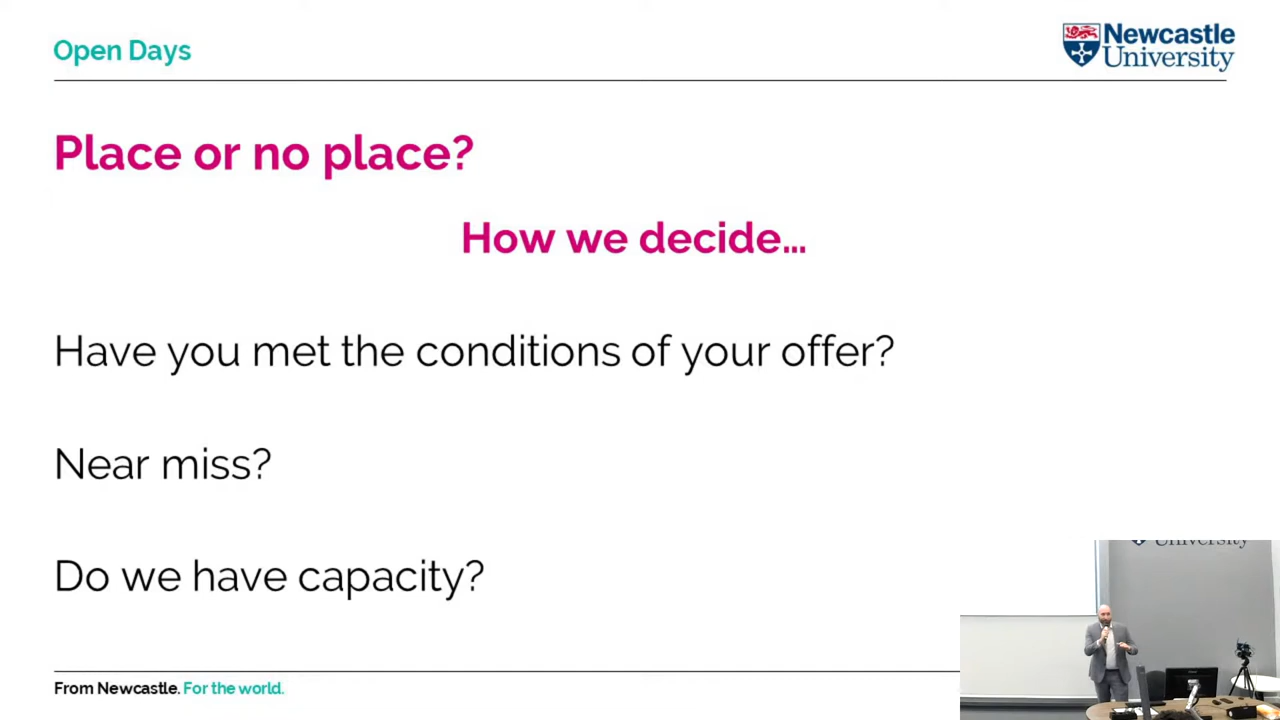 Open Days
Newcastle
University
Place or no place?
How we decide...
Have you met the conditions of your offer?
Near miss?
Do we have capacity?
From Newcastle. For the world.
University